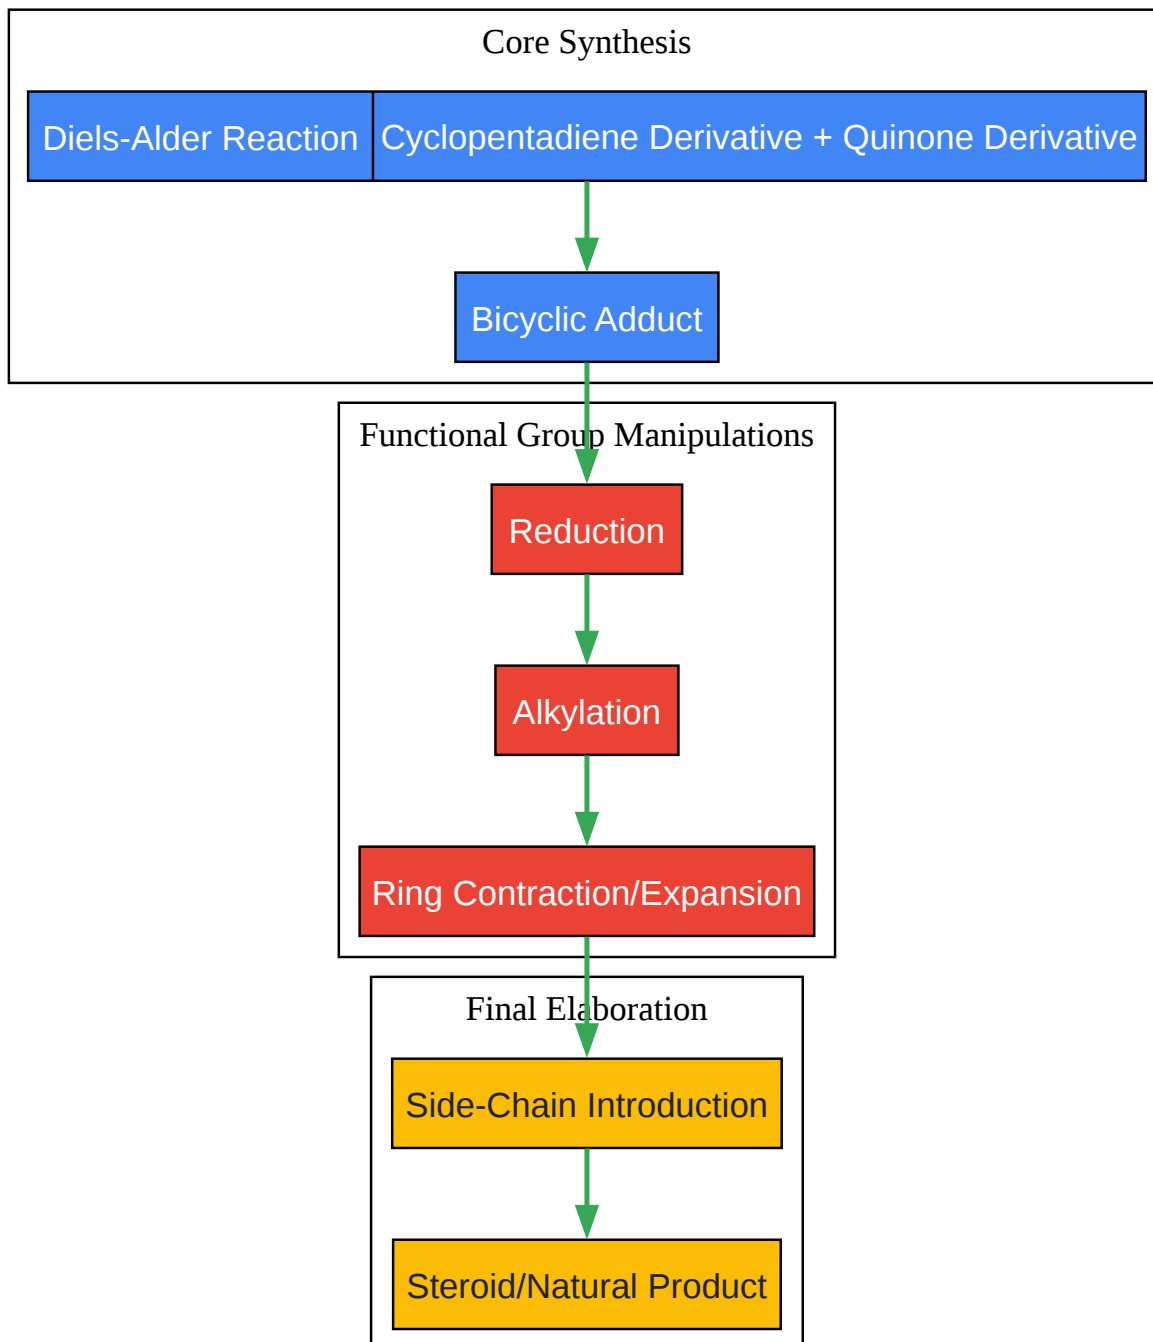 Core Synthesis
Diels-Alder Reaction
Cyclopentadiene Derivative + Quinone Derivative
Bicyclic Adduct
Functional Group Manipulations
Reduction
Alkylation
Ring Contraction/Expansion
Final Elaboration
Side-Chain Introduction
Steroid/Natural Product